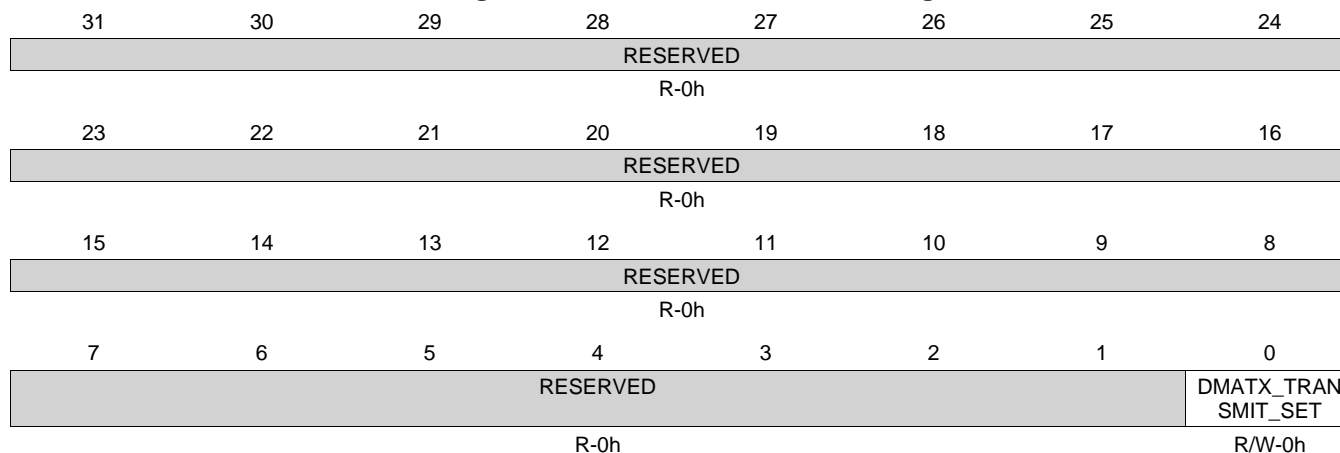 31 30 29 28 27 26 25 24
RESERVED
R-0h
23 22 21 20 19 18 17 16
RESERVED
R-0h
15 14 13 12 11 10 9 8
RESERVED
R-0h
7 6 5 4 3 2 1 0
RESERVED DMATX_TRAN
SMIT_SET
R-0h R/W-0h